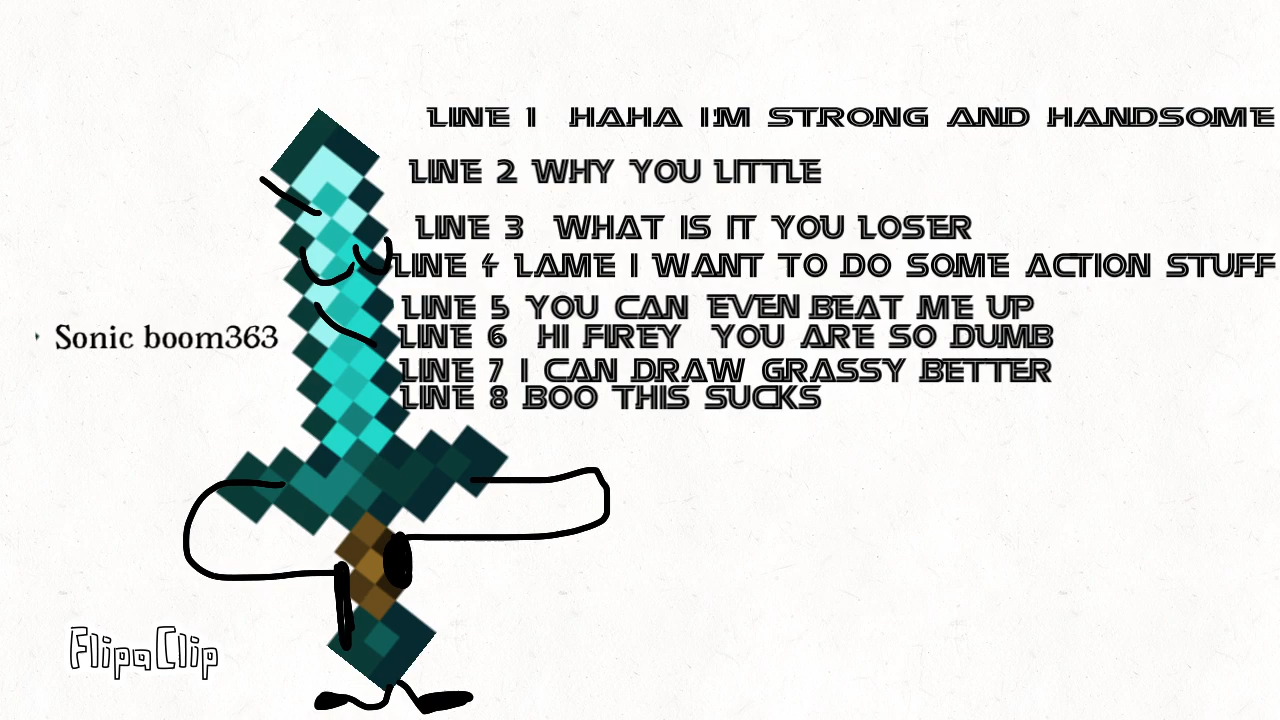 LINE 1 HAHA I'M STRONG AND HANDSOME
LINE 2 WHY YOU LITTLE
LINE 3 WHAT IS IT YOU LOSER
LINE 4 LAME I WANT TO DO SOME ACTION STUFF
LINE 5 YOU CAN EVEN BEAT ME UP
Sonic boom363
LINE 6 HI FIREY YOU ARE SO DUMB
LINE 7 I CAN DRAW GRASSY BETTER
LINE 8 BOO THIS SUCKS
FlipaClip